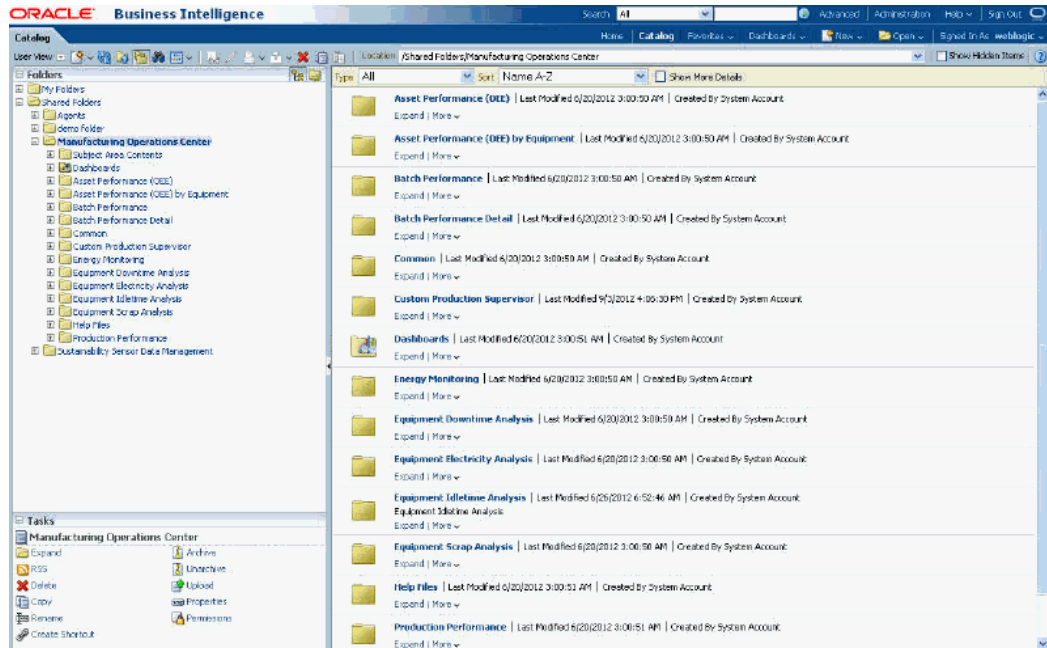 ORACLE Business Intelligence
Search All Advanced Administration Help Sign Out
Catalog
Home Catalog Favorites Dashboards New Open Signed In As weblogic
User View Location /Shared Folders/Manufacturing Operations Center Show Hidden Items
Folders
My Folders
Shared Folders
Agents
demo folder
Manufacturing Operations Center
Subject Area Contents
Dashboards
Asset Performance (OEE)
Asset Performance (OEE) by Equipment
Batch Performance
Batch Performance Detail
Common
Custom Production Supervisor
Energy Monitoring
Equipment Downtime Analysis
Equipment Electricity Analysis
Equipment Idletime Analysis
Equipment Scrap Analysis
Help Files
Production Performance
Sustainability Sensor Data Management
Tasks
Manufacturing Operations Center
Expand Archive
RSS Unarchive
Delete Upload
Copy Properties
Rename Permissions
Create Shortcut
Type All Sort Name A-Z Show More Details
Asset Performance (OEE) | Last Modified 6/20/2012 3:00:50 AM | Created By System Account
Expand | More
Asset Performance (OEE) by Equipment | Last Modified 6/20/2012 3:00:50 AM | Created By System Account
Expand | More
Batch Performance | Last Modified 6/20/2012 3:00:50 AM | Created By System Account
Expand | More
Batch Performance Detail | Last Modified 6/20/2012 3:00:50 AM | Created By System Account
Expand | More
Common | Last Modified 6/20/2012 3:00:50 AM | Created By System Account
Expand | More
Custom Production Supervisor | Last Modified 9/3/2012 4:06:30 PM | Created By System Account
Expand | More
Dashboards | Last Modified 6/20/2012 3:00:51 AM | Created By System Account
Expand | More
Energy Monitoring | Last Modified 6/20/2012 3:00:50 AM | Created By System Account
Expand | More
Equipment Downtime Analysis | Last Modified 6/20/2012 3:00:50 AM | Created By System Account
Expand | More
Equipment Electricity Analysis | Last Modified 6/20/2012 3:00:50 AM | Created By System Account
Expand | More
Equipment Idletime Analysis | Last Modified 6/26/2012 6:52:46 AM | Created By System Account
Equipment Idletime Analysis
Expand | More
Equipment Scrap Analysis | Last Modified 6/20/2012 3:00:50 AM | Created By System Account
Expand | More
Help Files | Last Modified 6/20/2012 3:00:51 AM | Created By System Account
Expand | More
Production Performance | Last Modified 6/20/2012 3:00:51 AM | Created By System Account
Expand | More